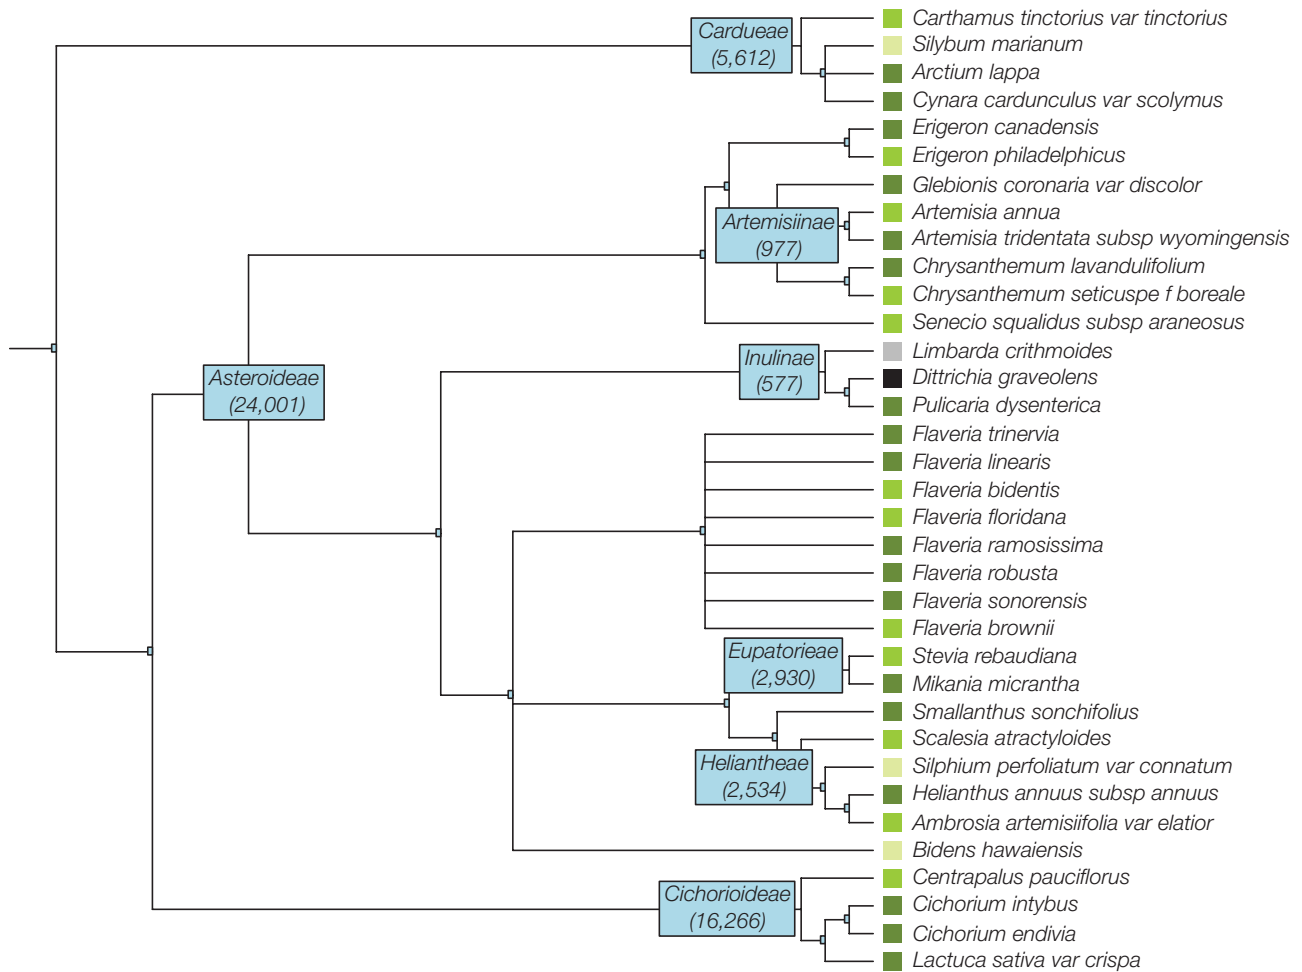 Cardueae
(5,612)
Carthamus tinctorius var tinctorius
Silybum marianum
Arctium lappa
Cynara cardunculus var scolymus
Erigeron canadensis
Erigeron philadelphicus
Glebionis coronaria var discolor
Artemisiinae
(977)
Artemisia annua
Artemisia tridentata subsp wyomingensis
Chrysanthemum lavandulifolium
Chrysanthemum seticuspe f boreale
Senecio squalidus subsp araneosus
Asteroideae
(24,001)
Inulinae
(577)
Limbarda crithmoides
Dittrichia graveolens
Pulicaria dysenterica
Flaveria trinervia
Flaveria linearis
Flaveria bidentis
Flaveria floridana
Flaveria ramosissima
Flaveria robusta
Flaveria sonorensis
Flaveria brownii
Eupatorieae
(2,930)
Stevia rebaudiana
Mikania micrantha
Smallanthus sonchifolius
Scalesia atractyloides
Heliantheae
(2,534)
Silphium perfoliatum var connatum
Helianthus annuus subsp annuus
Ambrosia artemisiifolia var elatior
Bidens hawaiensis
Cichorioideae
(16,266)
Centrapalus pauciflorus
Cichorium intybus
Cichorium endivia
Lactuca sativa var crispa